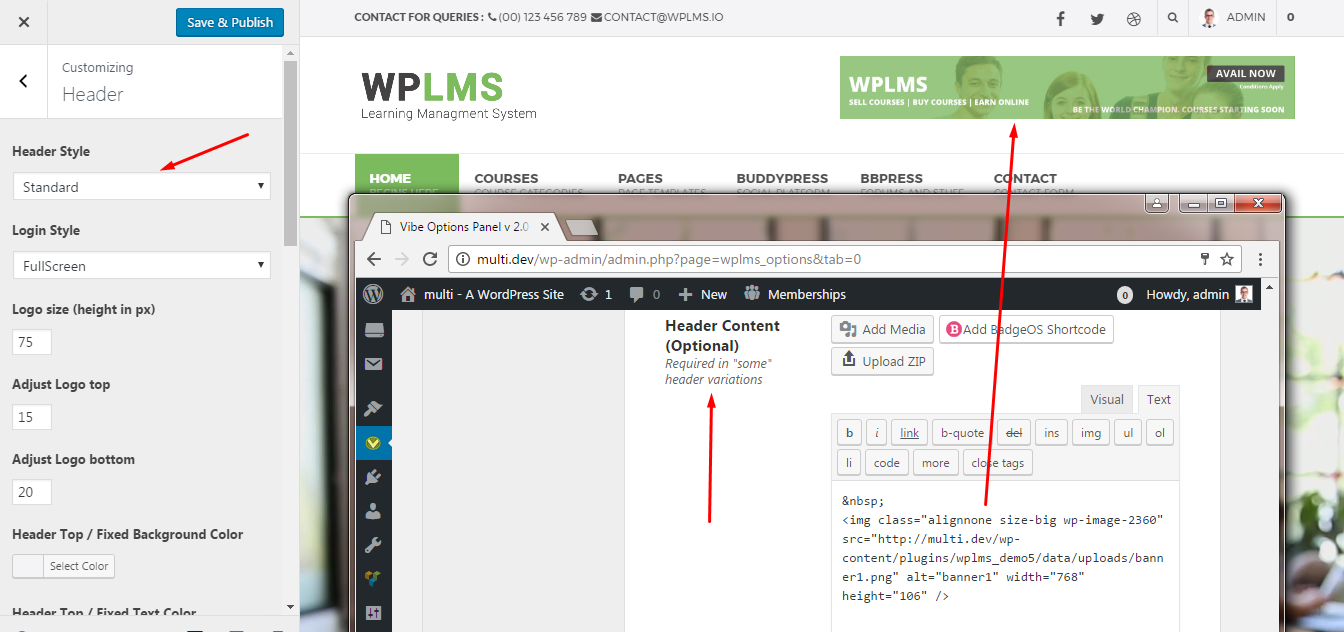 Save & Publish
Customizing
Header
Header Style
Standard
Login Style
FullScreen
Logo size (height in px)
75
Adjust Logo top
15
Adjust Logo bottom
20
Header Top / Fixed Background Color
Select Color
Header Top / Fixed Text Color
CONTACT FOR QUERIES : (00) 123 456 789 CONTACT@WPLMS.IO
ADMIN 0
WPLMS
Learning Managment System
WPLMS
SELL COURSES | BUY COURSES | EARN ONLINE
AVAIL NOW
Conditions Apply
BE THE WORLD CHAMPION. COURSES STARTING SOON
HOME COURSES PAGES BUDDYPRESS BBPRESS CONTACT
BEGINS HERE COURSE CATEGORIES PAGE TEMPLATES SOCIAL PLATFORM FORUMS AND STUFF CONTACT FORM
Vibe Options Panel v 2.0
multi.dev/wp-admin/admin.php?page=wplms_options&tab=0
multi - A WordPress Site 1 0 New Memberships 0 Howdy, admin
Header Content
(Optional)
Required in "some"
header variations
Add Media
B Add BadgeOS Shortcode
Upload ZIP
Visual Text
b i link b-quote del ins img ul ol
li code more close tags
&nbsp;
<img class="alignnone size-big wp-image-2360"
src="http://multi.dev/wp-
content/plugins/wplms_demo5/data/uploads/bann
er1.png" alt="banner1" width="768"
height="106" />